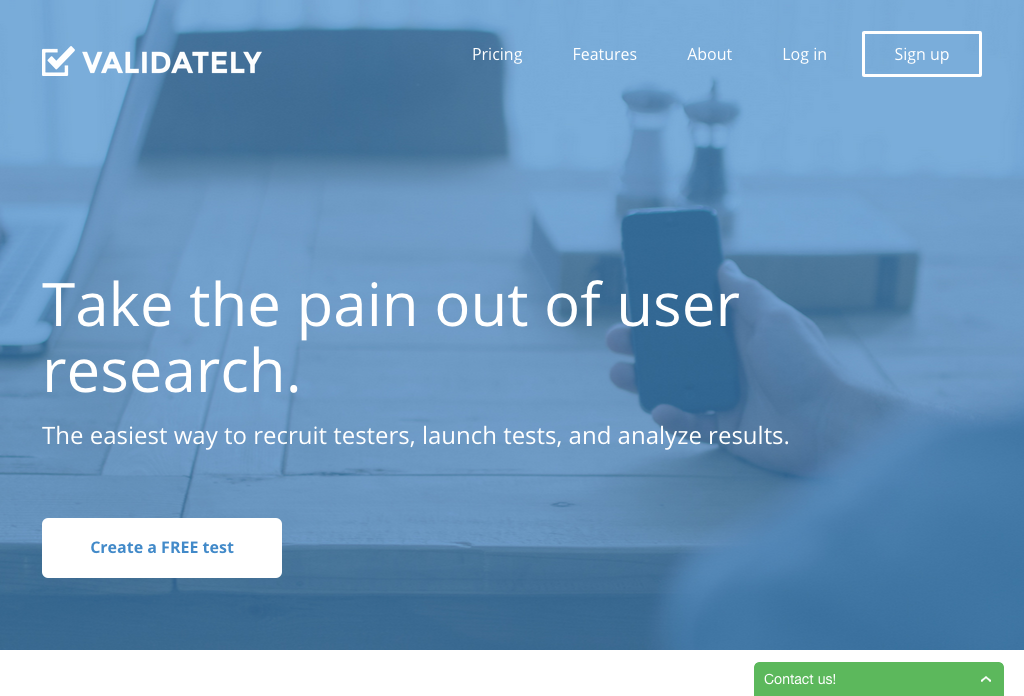 VALIDATELY
Pricing
Features
About
Log in
Sign up
Take the pain out of user
research.
The easiest way to recruit testers, launch tests, and analyze results.
Create a FREE test
Contact us!